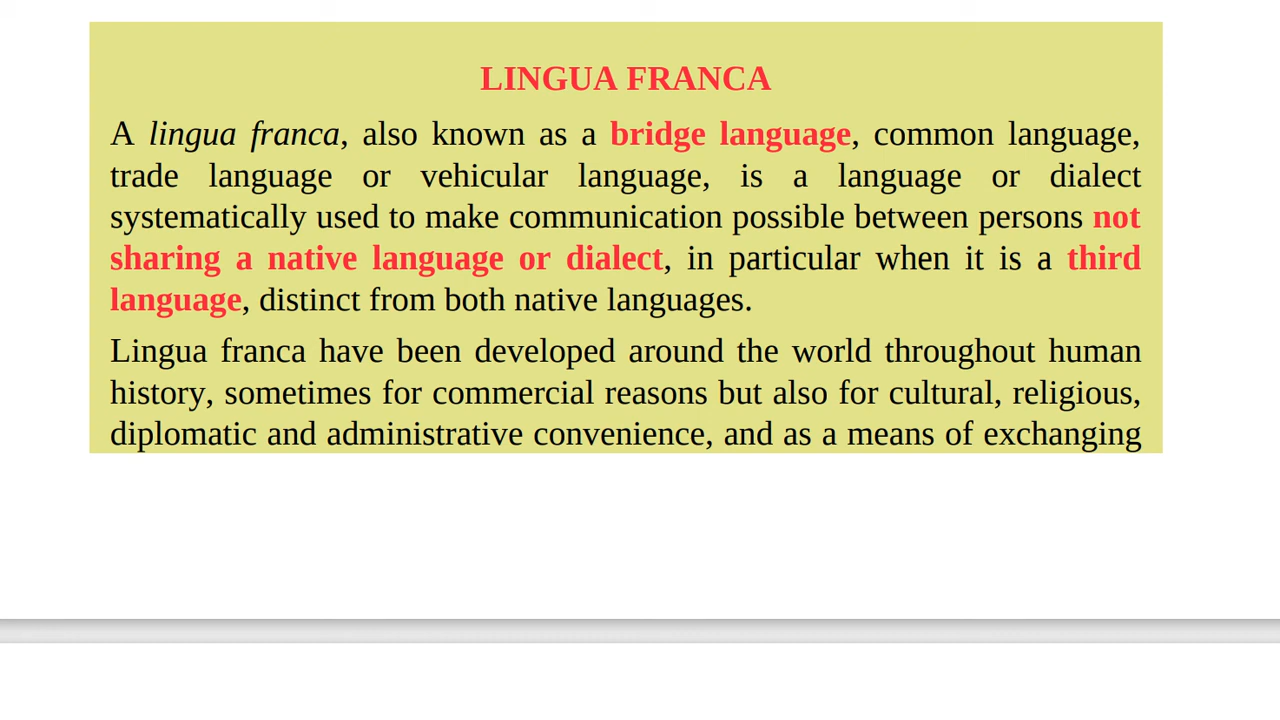 LINGUA FRANCA
A lingua franca, also known as a bridge language, common language,
trade language or vehicular language, is a language or dialect
systematically used to make communication possible between persons not
sharing a native language or dialect, in particular when it is a third
language, distinct from both native languages.
Lingua franca have been developed around the world throughout human
history, sometimes for commercial reasons but also for cultural, religious,
diplomatic and administrative convenience, and as a means of exchanging